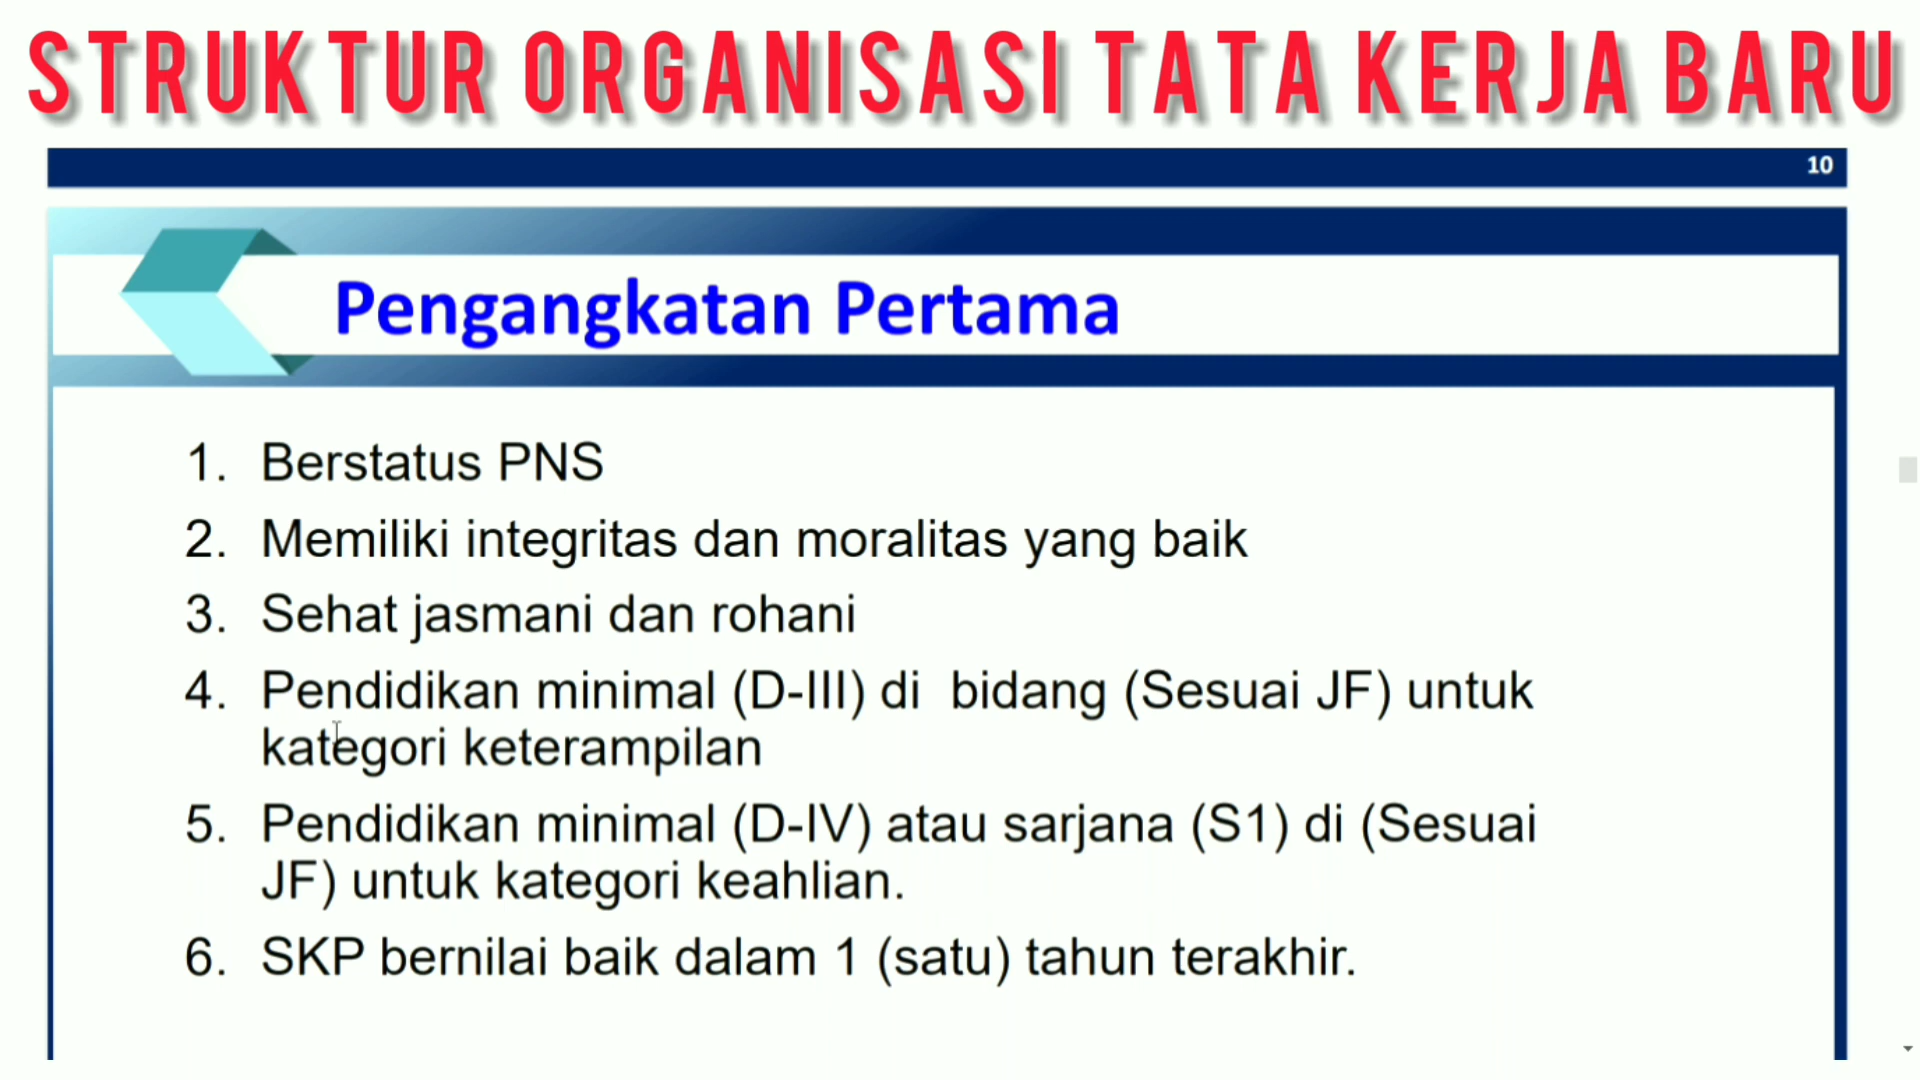 STRUKTUR ORGANISASI TATA KERJA BARU
10
Pengangkatan Pertama
1. Berstatus PNS
2. Memiliki integritas dan moralitas yang baik
3. Sehat jasmani dan rohani
4. Pendidikan minimal (D-III) di  bidang (Sesuai JF) untuk
kategori keterampilan
5. Pendidikan minimal (D-IV) atau sarjana (S1) di (Sesuai
JF) untuk kategori keahlian.
6. SKP bernilai baik dalam 1 (satu) tahun terakhir.